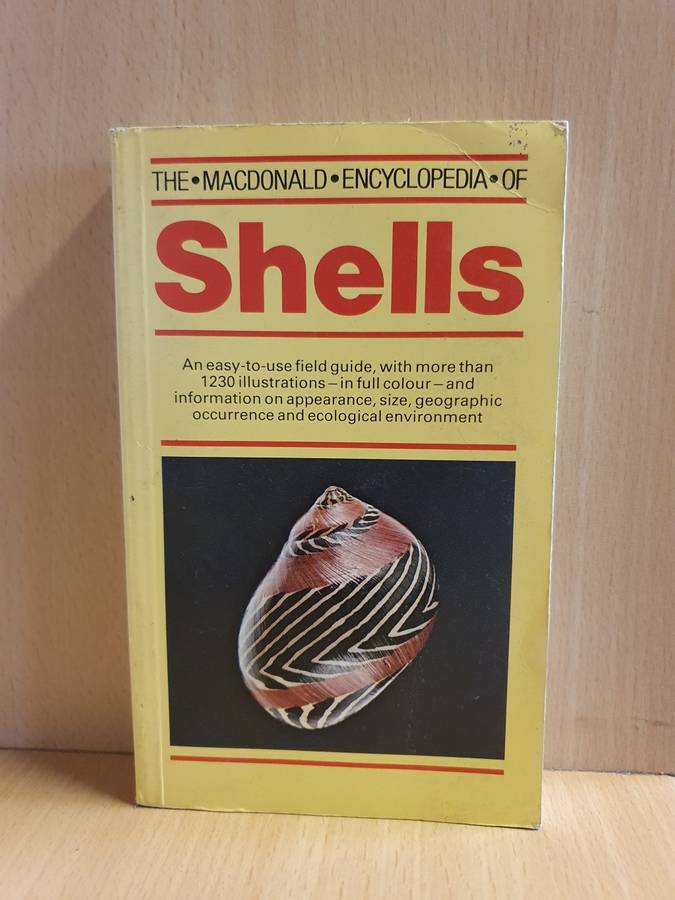 THE•MACDONALD•ENCYCLOPEDIA•OF
Shells
An easy-to-use field guide, with more than
1230 illustrations – in full colour – and
information on appearance, size, geographic
occurrence and ecological environment